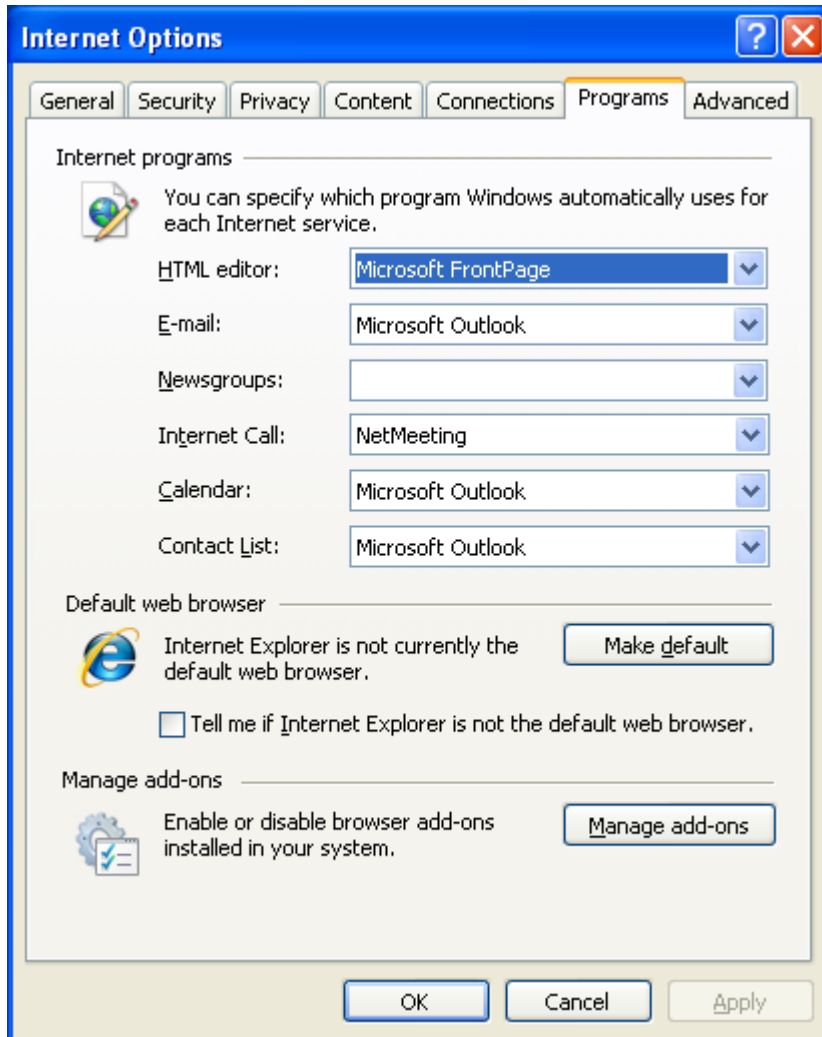 Internet Options
General Security Privacy Content Connections Programs Advanced
Internet programs
You can specify which program Windows automatically uses for
each Internet service.
HTML editor: Microsoft FrontPage
E-mail: Microsoft Outlook
Newsgroups:
Internet Call: NetMeeting
Calendar: Microsoft Outlook
Contact List: Microsoft Outlook
Default web browser
Internet Explorer is not currently the
default web browser.
Make default
Tell me if Internet Explorer is not the default web browser.
Manage add-ons
Enable or disable browser add-ons
installed in your system.
Manage add-ons
OK Cancel Apply